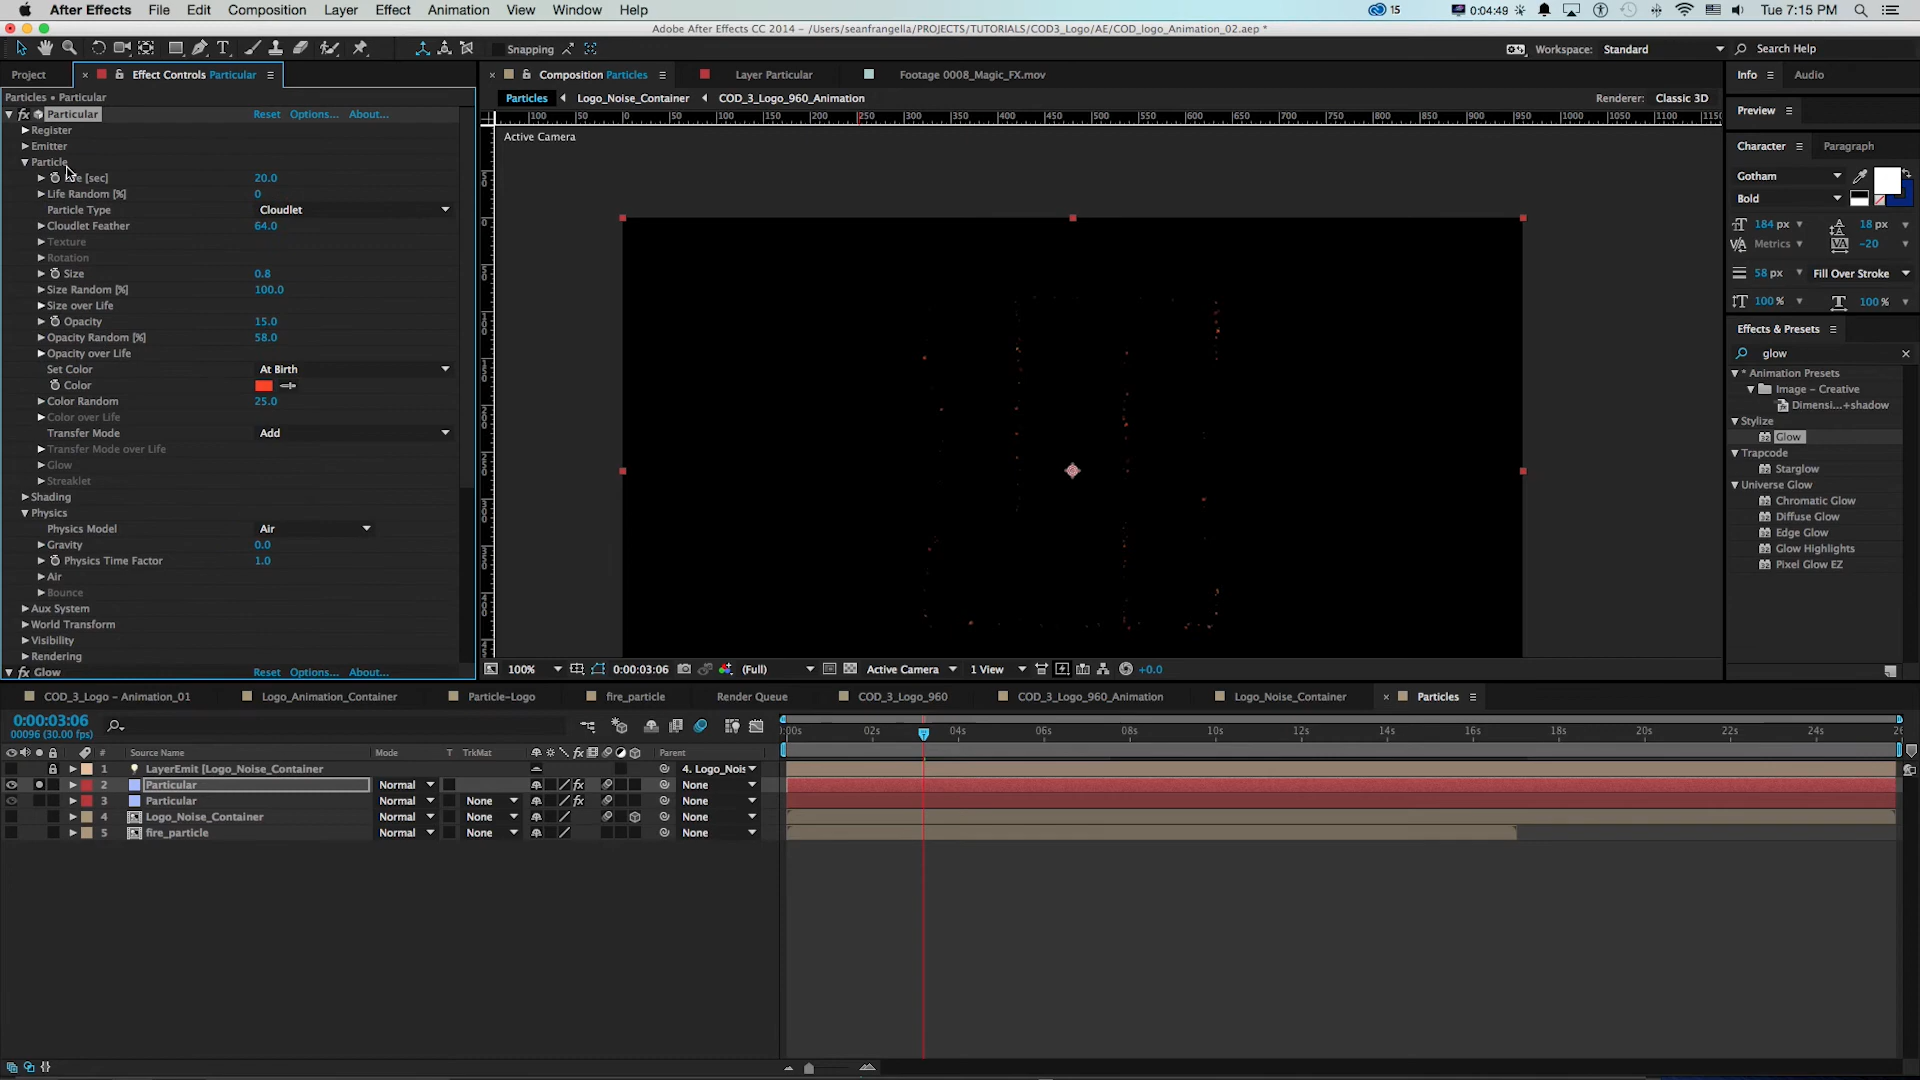 After Effects File Edit Composition Layer Effect Animation View Window Help 15 0:04:49 Tue 7:15 PM
Adobe After Effects CC 2014 - /Users/seanfrangella/PROJECTS/TUTORIALS/COD3_Logo/AE/COD_logo_Animation_02.aep *
Snapping Workspace: Standard Search Help
Project Effect Controls Particular Composition Particles Layer Particular Footage 0008_Magic_FX.mov Info Audio
Particles • Particular Particles Logo_Noise_Container COD_3_Logo_960_Animation Renderer: Classic 3D
fx Particular Reset Options... About...
Register
Emitter
Particle
[sec] 20.0
Life Random [%] 0
Particle Type Cloudlet
Cloudlet Feather 64.0
Texture
Rotation
Size 0.8
Size Random [%] 100.0
Size over Life
Opacity 15.0
Opacity Random [%] 58.0
Opacity over Life
Set Color At Birth
Color
Color Random 25.0
Color over Life
Transfer Mode Add
Transfer Mode over Life
Glow
Streaklet
Shading
Physics
Physics Model Air
Gravity 0.0
Physics Time Factor 1.0
Air
Bounce
Aux System
World Transform
Visibility
Rendering
fx Glow Reset Options... About...
100 50 0 50 100 150 200 250 300 350 400 450 500 550 600 650 700 750 800 850 900 950 1000 1050 1100
Active Camera
100% 0:00:03:06 (Full) Active Camera 1 View +0.0
Preview
Character Paragraph
Gotham
Bold
184 px 18 px
Metrics -20
58 px Fill Over Stroke
100 % 100 %
Effects & Presets
glow
* Animation Presets
Image – Creative
Dimensi...+shadow
Stylize
Glow
Trapcode
Starglow
Universe Glow
Chromatic Glow
Diffuse Glow
Edge Glow
Glow Highlights
Pixel Glow EZ
COD_3_Logo – Animation_01 Logo_Animation_Container Particle-Logo fire_particle Render Queue COD_3_Logo_960 COD_3_Logo_960_Animation Logo_Noise_Container Particles
0:00:03:06
00096 (30.00 fps)
:00s 02s 04s 06s 08s 10s 12s 14s 16s 18s 20s 22s 24s 26
# Source Name Mode T TrkMat Parent
1 LayerEmit [Logo_Noise_Container 4. Logo_Nois
2 Particular Normal fx None
3 Particular Normal None fx None
4 Logo_Noise_Container Normal None None
5 fire_particle Normal None None